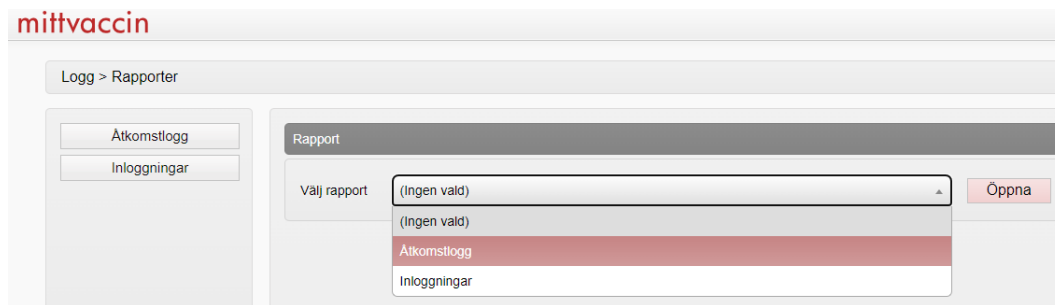 mittvaccin
Logg > Rapporter
Åtkomstlogg
Inloggningar
Rapport
Välj rapport (Ingen vald) Öppna
(Ingen vald)
Åtkomstlogg
Inloggningar